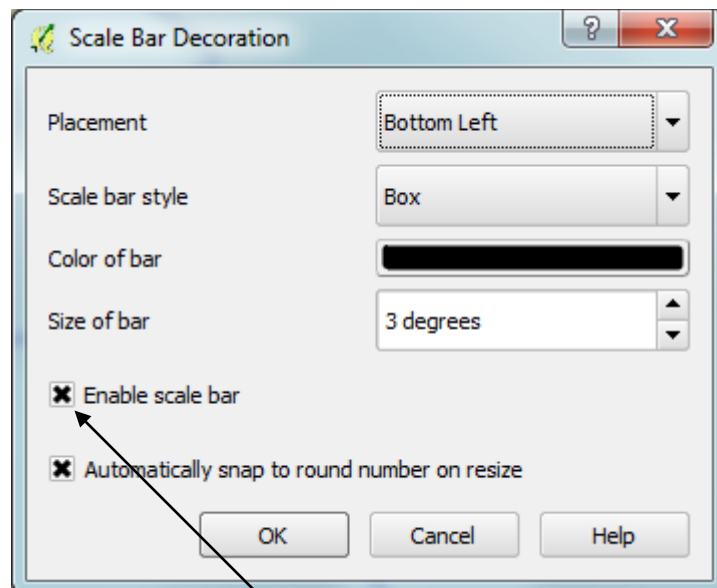 Scale Bar Decoration
?
Placement Bottom Left
Scale bar style Box
Color of bar
Size of bar 3 degrees
Enable scale bar
Automatically snap to round number on resize
OK Cancel Help